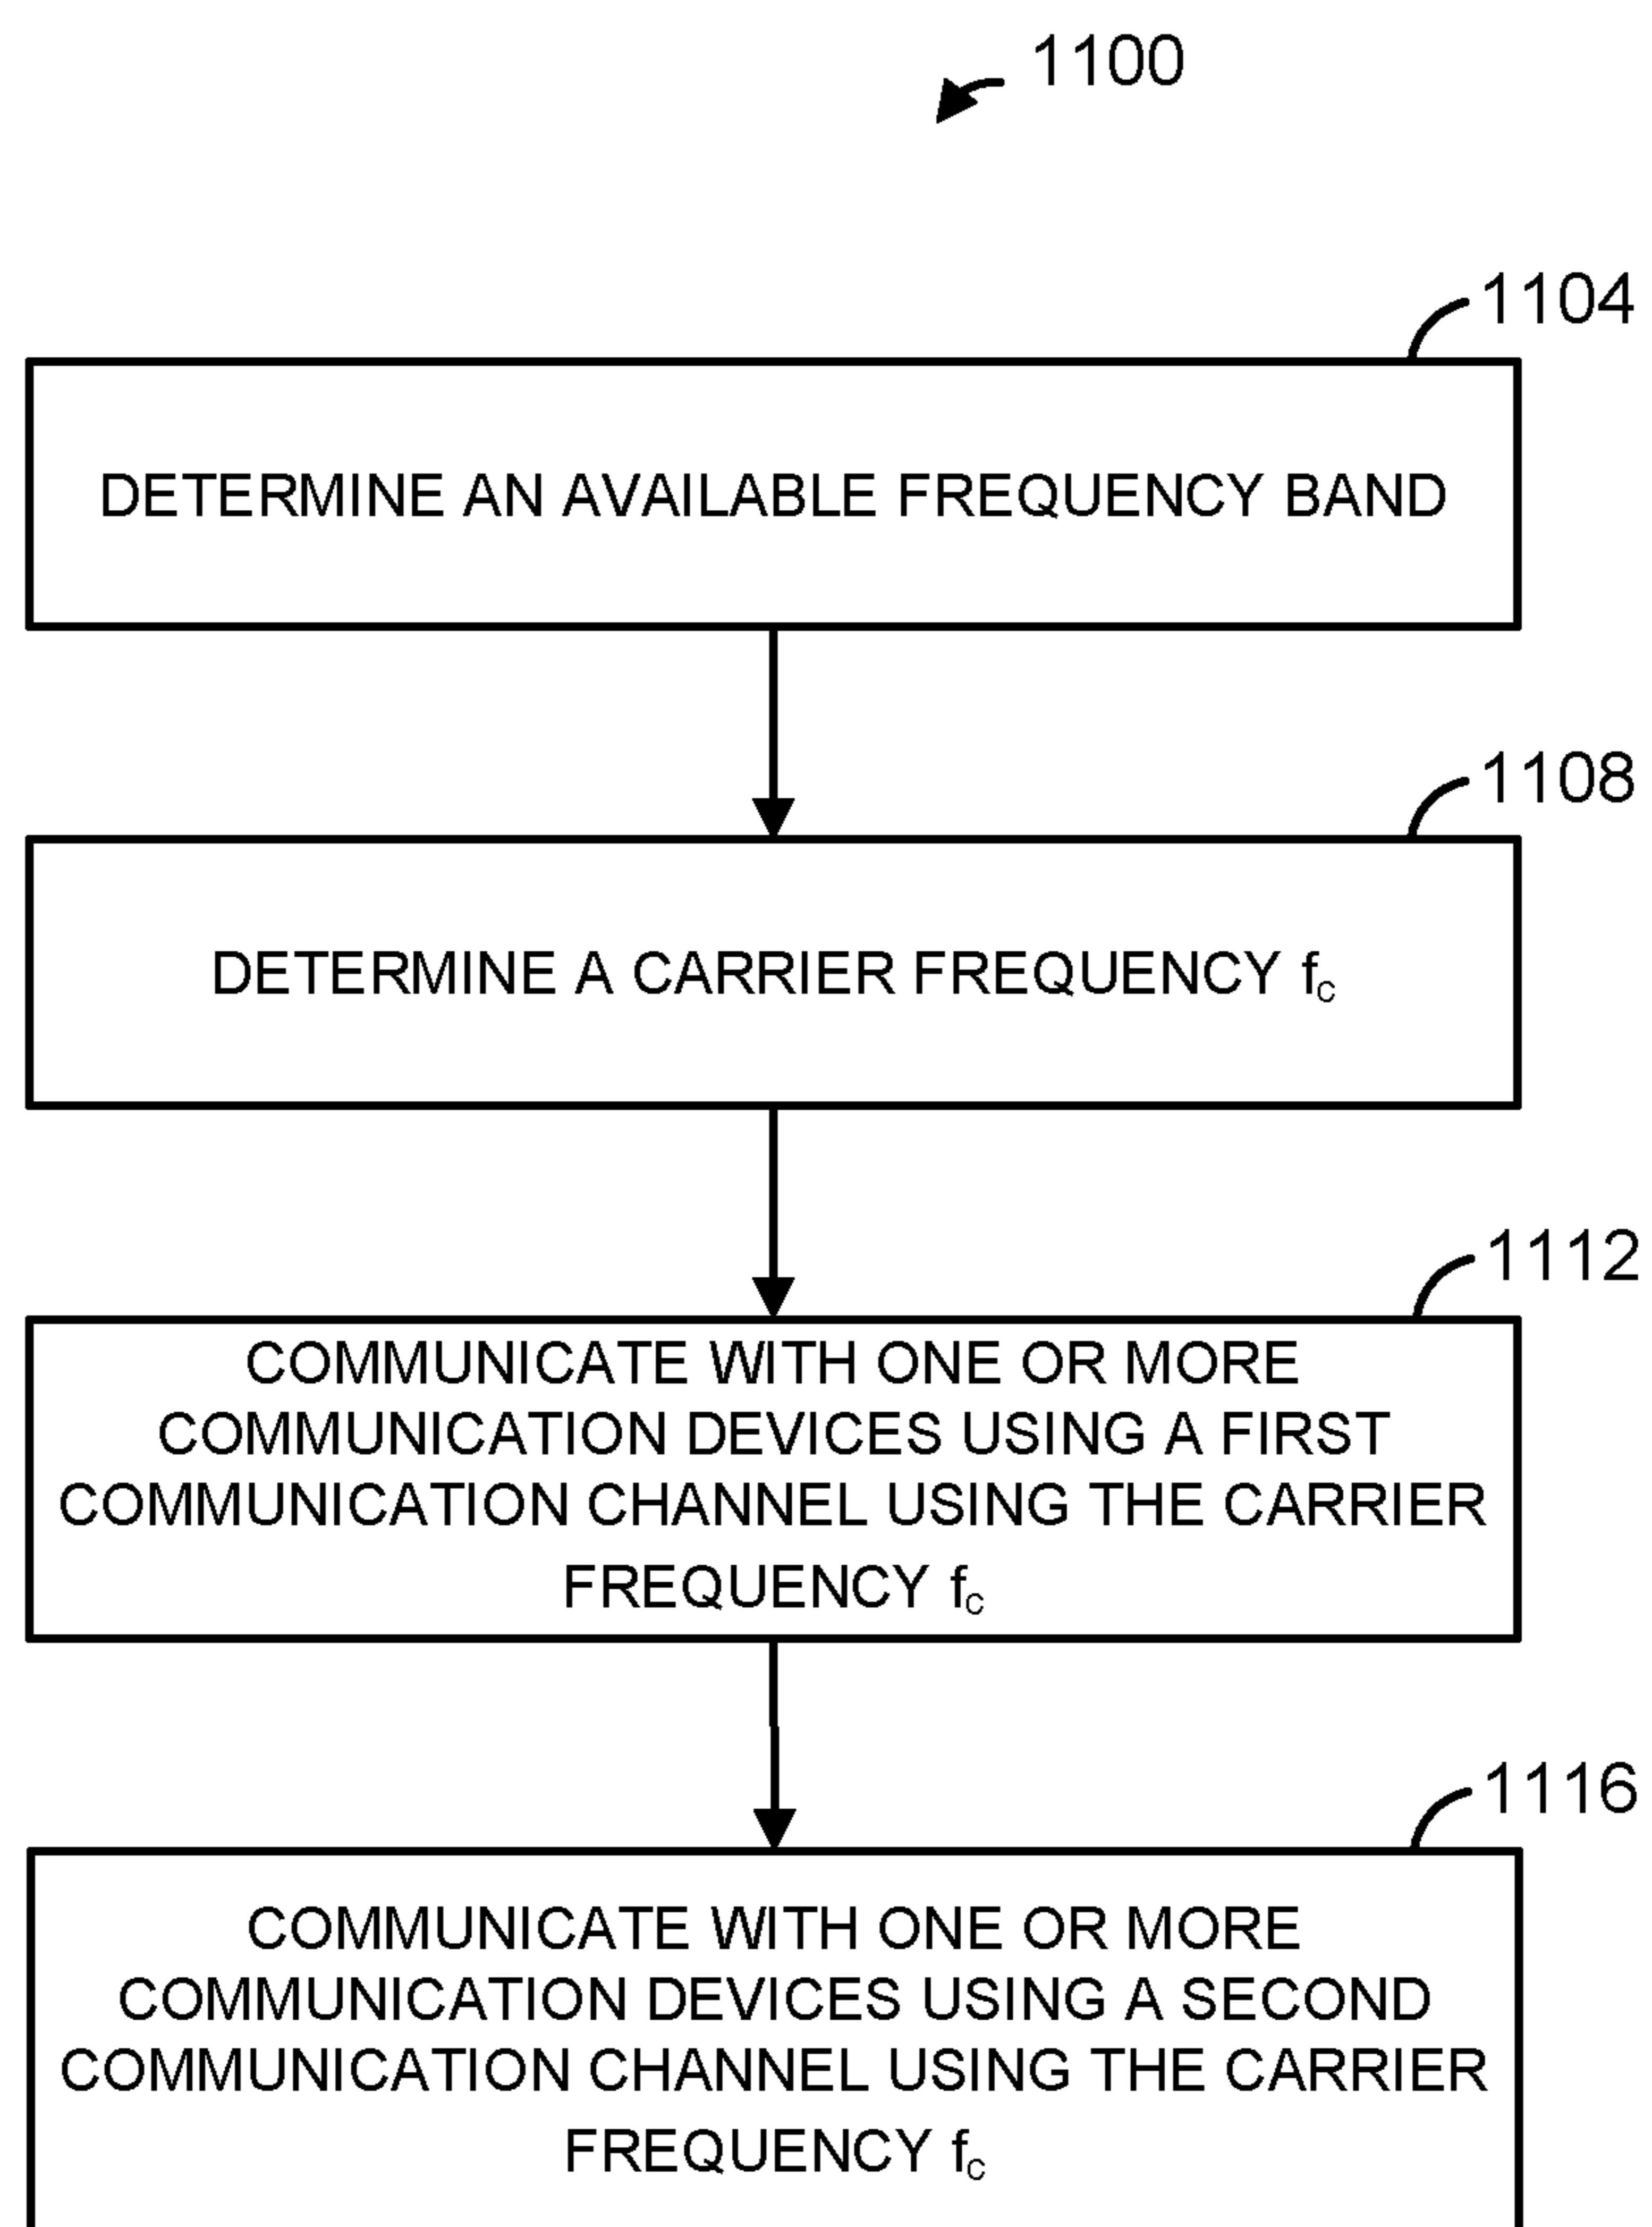 1100
1104
DETERMINE AN AVAILABLE FREQUENCY BAND
1108
DETERMINE A CARRIER FREQUENCY fc
1112
COMMUNICATE WITH ONE OR MORE
COMMUNICATION DEVICES USING A FIRST
COMMUNICATION CHANNEL USING THE CARRIER
FREQUENCY fc
1116
COMMUNICATE WITH ONE OR MORE
COMMUNICATION DEVICES USING A SECOND
COMMUNICATION CHANNEL USING THE CARRIER
FREQUENCY fc